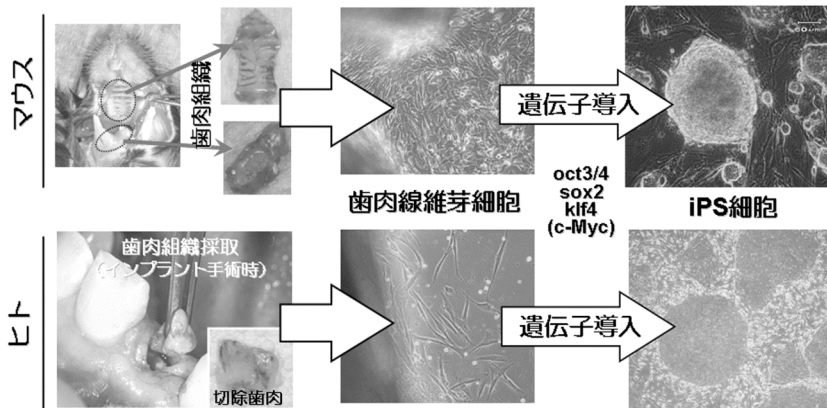 マウス
歯肉組織
遺伝子導入
歯肉線維芽細胞
oct3/4
sox2
klf4
(c-Myc)
iPS細胞
ヒト
歯肉組織採取
(インプラント手術時)
切除歯肉
遺伝子導入